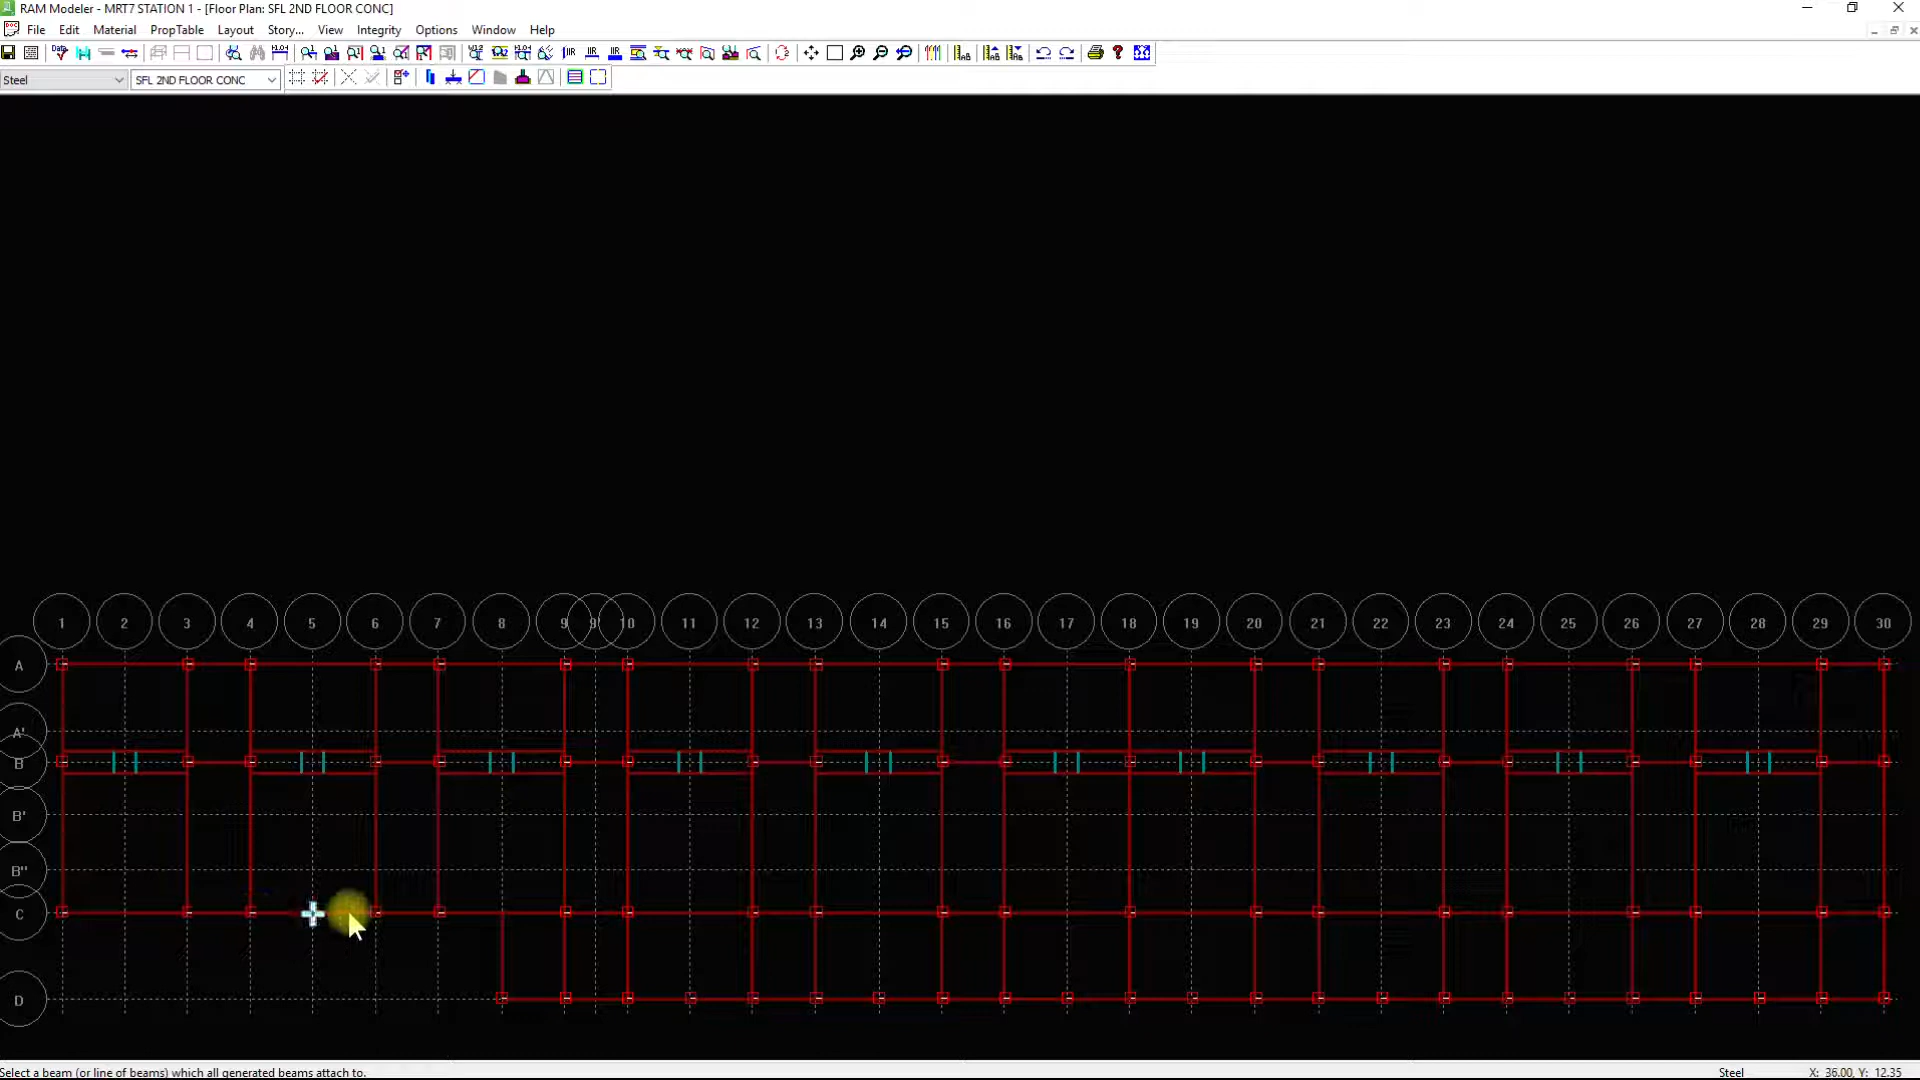 RAM Modeler - MRT7 STATION 1 - [Floor Plan: SFL 2ND FLOOR CONC]
File Edit Material PropTable Layout Story... View Integrity Options Window Help
Steel SFL 2ND FLOOR CONC
1 2 3 4 5 6 7 8 9 9' 10 11 12 13 14 15 16 17 18 19 20 21 22 23 24 25 26 27 28 29 30
A
A'
B
B'
B"
C
D
Select a beam (or line of beams) which all generated beams attach to. Steel X: 36.00, Y: 12.35